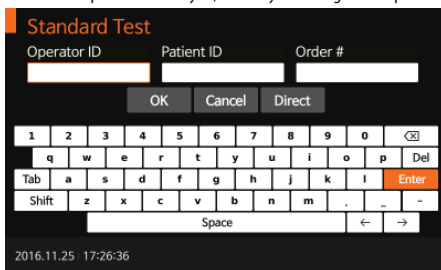 Standard Test
Operator ID Patient ID Order #
OK Cancel Direct
1 2 3 4 5 6 7 8 9 0
q w e r t y u i o p Del
Tab a s d f g h j k l Enter
Shift z x c v b n m . _ -
Space ← →
2016.11.25 17:26:36